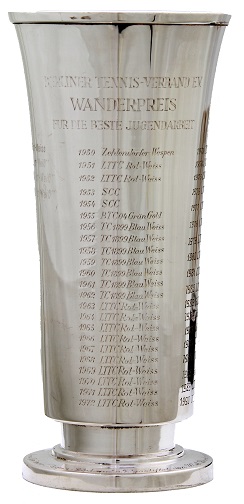 BERLINER TENNIS-VERBAND E.V.
WANDERPREIS
FÜR DIE BESTE JUGENDARBEIT
1950 Zehlendorfer Wespen
1951 LTTC Rot-Weiss
1952 LTTC Rot-Weiss
1953 SCC
1954 SCC
1955 BTC 04 Grün Gold
1956 TC 1899 Blau Weiss
1957 TC 1899 Blau Weiss
1958 TC 1899 Blau Weiss
1959 TC 1899 Blau Weiss
1960 TC 1899 Blau Weiss
1961 TC 1899 Blau Weiss
1962 TC 1899 Blau Weiss
1963 LTTC Rot-Weiss
1964 LTTC Rot-Weiss
1965 LTTC Rot-Weiss
1966 LTTC Rot-Weiss
1967 LTTC Rot-Weiss
1968 LTTC Rot-Weiss
1969 LTTC Rot-Weiss
1970 LTTC Rot-Weiss
1971 LTTC Rot-Weiss
1972 LTTC Rot-Weiss